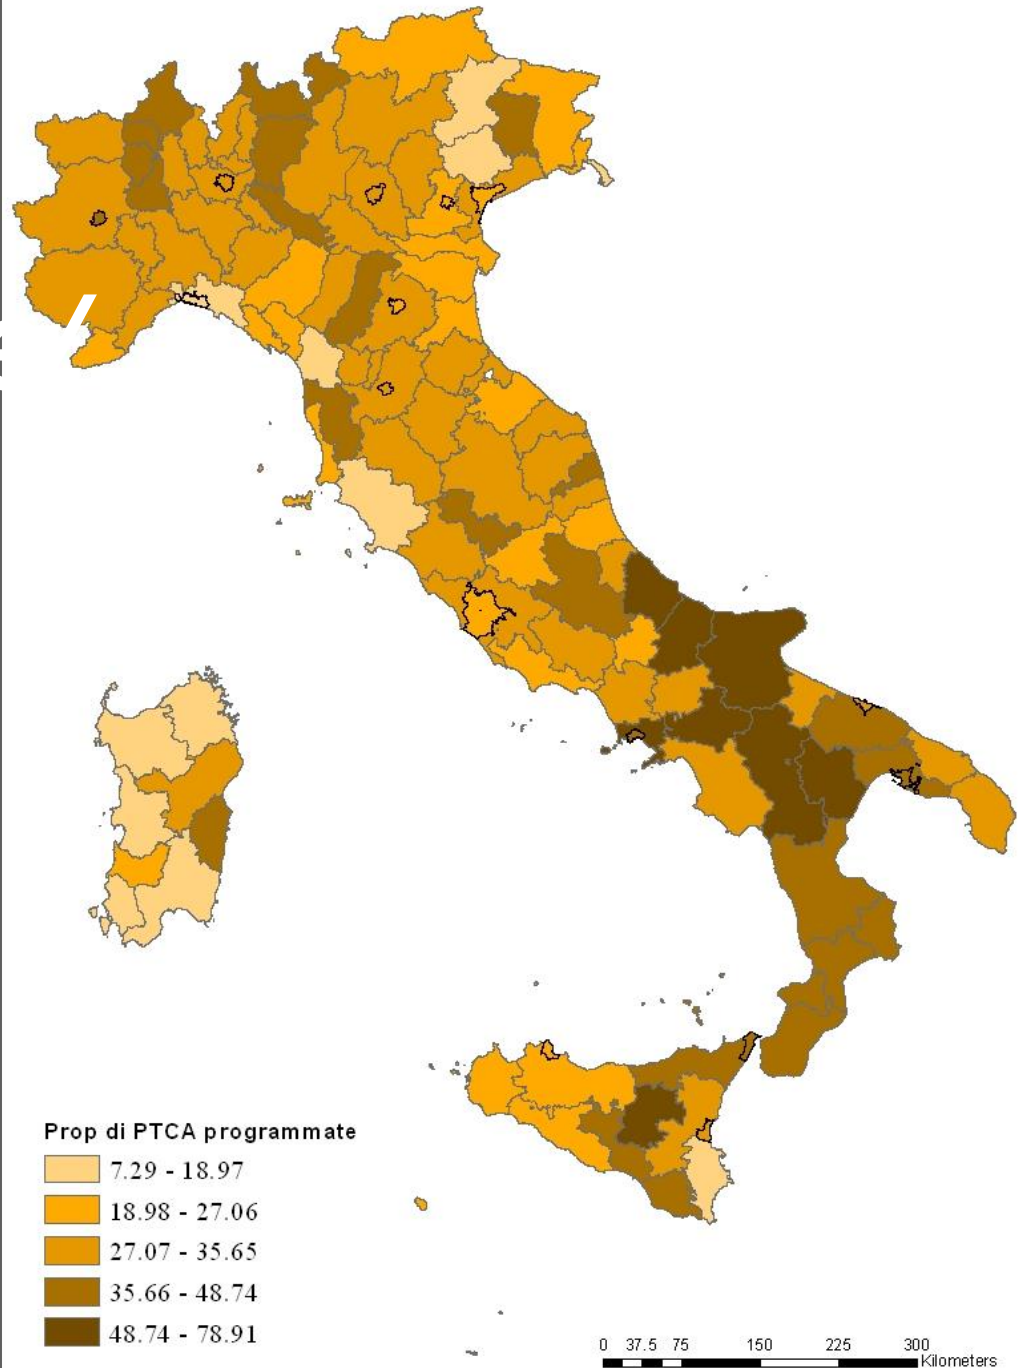 Prop di PTCA programmate
7.29 - 18.97
18.98 - 27.06
27.07 - 35.65
35.66 - 48.74
48.74 - 78.91
0 37.5 75 150 225 300
Kilometers